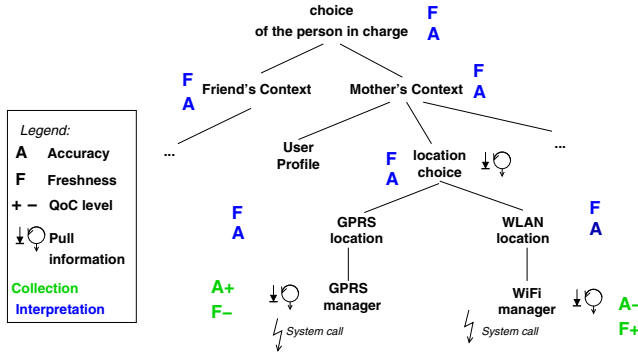 choice
of the person in charge
F
A
F
A
Friend's Context
Mother's Context
F
A
...
User
Profile
F
A
location
choice
...
Legend:
A Accuracy
F Freshness
+ − QoC level
Pull
information
Collection
Interpretation
F
A
GPRS
location
WLAN
location
F
A
A+
F−
GPRS
manager
System call
WiFi
manager
System call
A−
F+